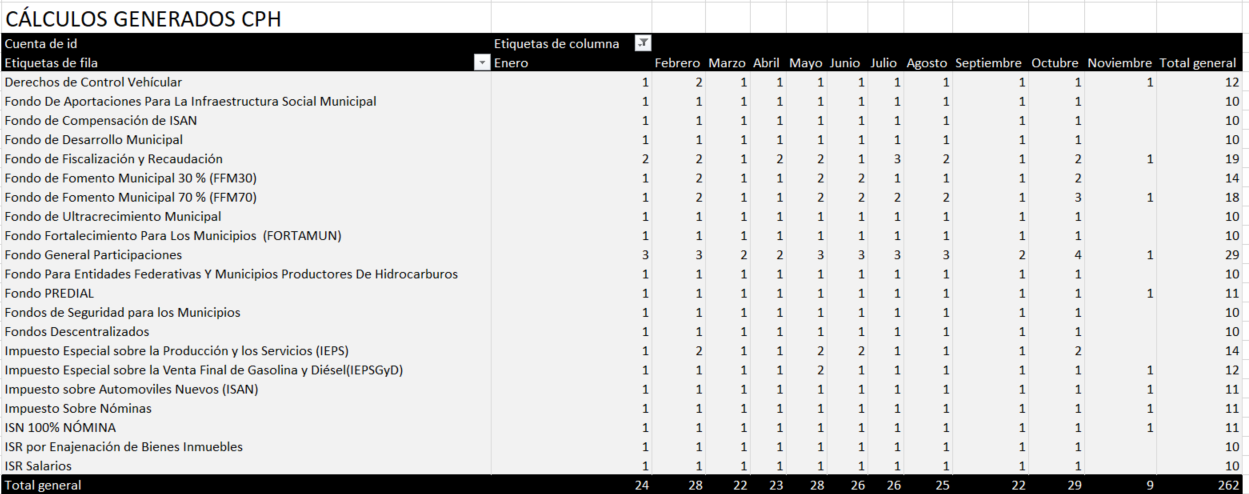 CÁLCULOS GENERADOS CPH
Cuenta de id Etiquetas de columna
Etiquetas de fila Enero Febrero Marzo Abril Mayo Junio Julio Agosto Septiembre Octubre Noviembre Total general
Derechos de Control Vehícular 1 2 1 1 1 1 1 1 1 1 1 12
Fondo De Aportaciones Para La Infraestructura Social Municipal 1 1 1 1 1 1 1 1 1 1 10
Fondo de Compensación de ISAN 1 1 1 1 1 1 1 1 1 1 10
Fondo de Desarrollo Municipal 1 1 1 1 1 1 1 1 1 1 10
Fondo de Fiscalización y Recaudación 2 2 1 2 2 1 3 2 1 2 1 19
Fondo de Fomento Municipal 30 % (FFM30) 1 2 1 1 2 2 1 1 1 2 14
Fondo de Fomento Municipal 70 % (FFM70) 1 2 1 1 2 2 2 2 1 3 1 18
Fondo de Ultracrecimiento Municipal 1 1 1 1 1 1 1 1 1 1 10
Fondo Fortalecimiento Para Los Municipios (FORTAMUN) 1 1 1 1 1 1 1 1 1 1 10
Fondo General Participaciones 3 3 2 2 3 3 3 3 2 4 1 29
Fondo Para Entidades Federativas Y Municipios Productores De Hidrocarburos 1 1 1 1 1 1 1 1 1 1 10
Fondo PREDIAL 1 1 1 1 1 1 1 1 1 1 1 11
Fondos de Seguridad para los Municipios 1 1 1 1 1 1 1 1 1 1 10
Fondos Descentralizados 1 1 1 1 1 1 1 1 1 1 10
Impuesto Especial sobre la Producción y los Servicios (IEPS) 1 2 1 1 2 2 1 1 1 2 14
Impuesto Especial sobre la Venta Final de Gasolina y Diésel(IEPSGyD) 1 1 1 1 2 1 1 1 1 1 1 12
Impuesto sobre Automoviles Nuevos (ISAN) 1 1 1 1 1 1 1 1 1 1 1 11
Impuesto Sobre Nóminas 1 1 1 1 1 1 1 1 1 1 1 11
ISN 100% NÓMINA 1 1 1 1 1 1 1 1 1 1 1 11
ISR por Enajenación de Bienes Inmuebles 1 1 1 1 1 1 1 1 1 1 10
ISR Salarios 1 1 1 1 1 1 1 1 1 1 10
Total general 24 28 22 23 28 26 26 25 22 29 9 262